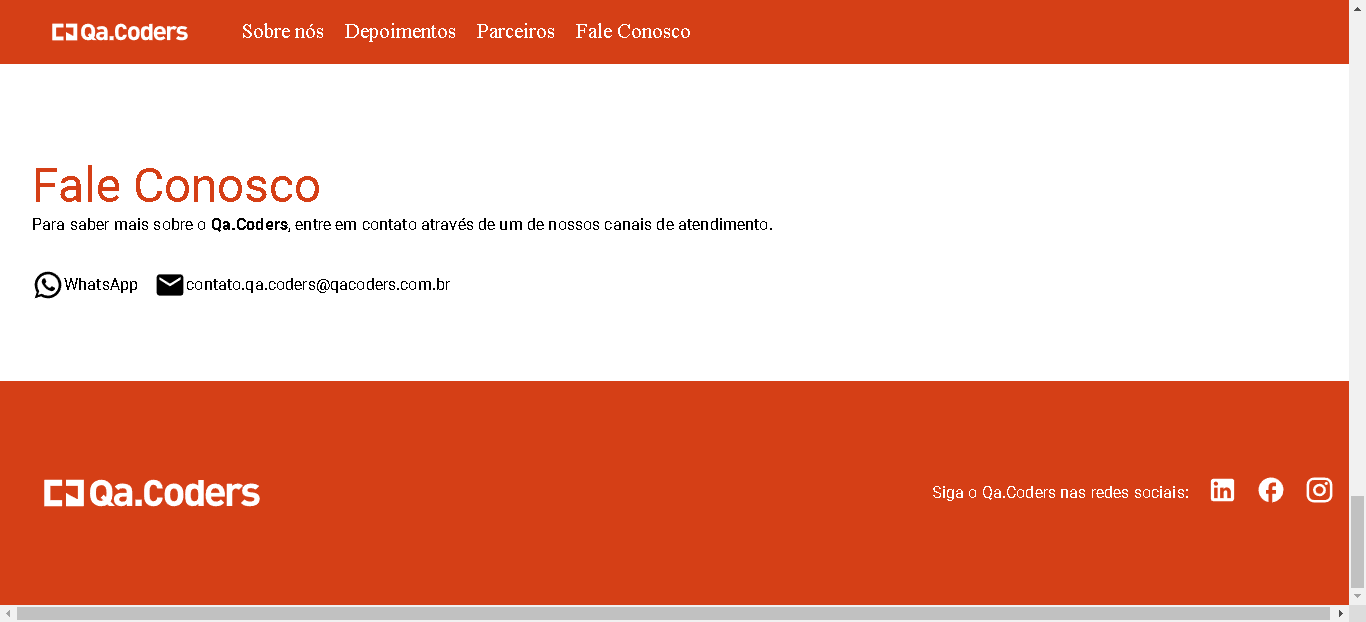 Qa.Coders Sobre nós Depoimentos Parceiros Fale Conosco
Fale Conosco
Para saber mais sobre o Qa.Coders, entre em contato através de um de nossos canais de atendimento.
WhatsApp contato.qa.coders@qacoders.com.br
Qa.Coders Siga o Qa.Coders nas redes sociais: in